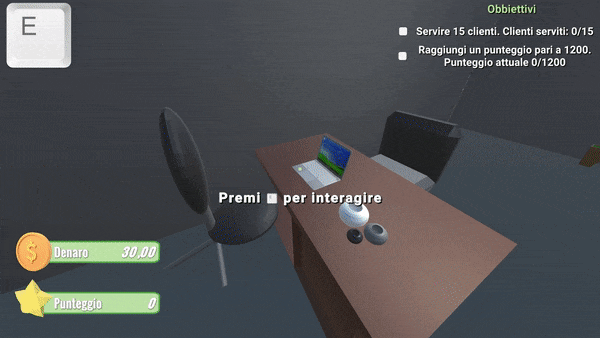 E
Obbiettivi
Servire 15 clienti. Clienti serviti: 0/15
Raggiungi un punteggio pari a 1200.
Punteggio attuale 0/1200
Premi per interagire
Denaro 30,00
Punteggio 0